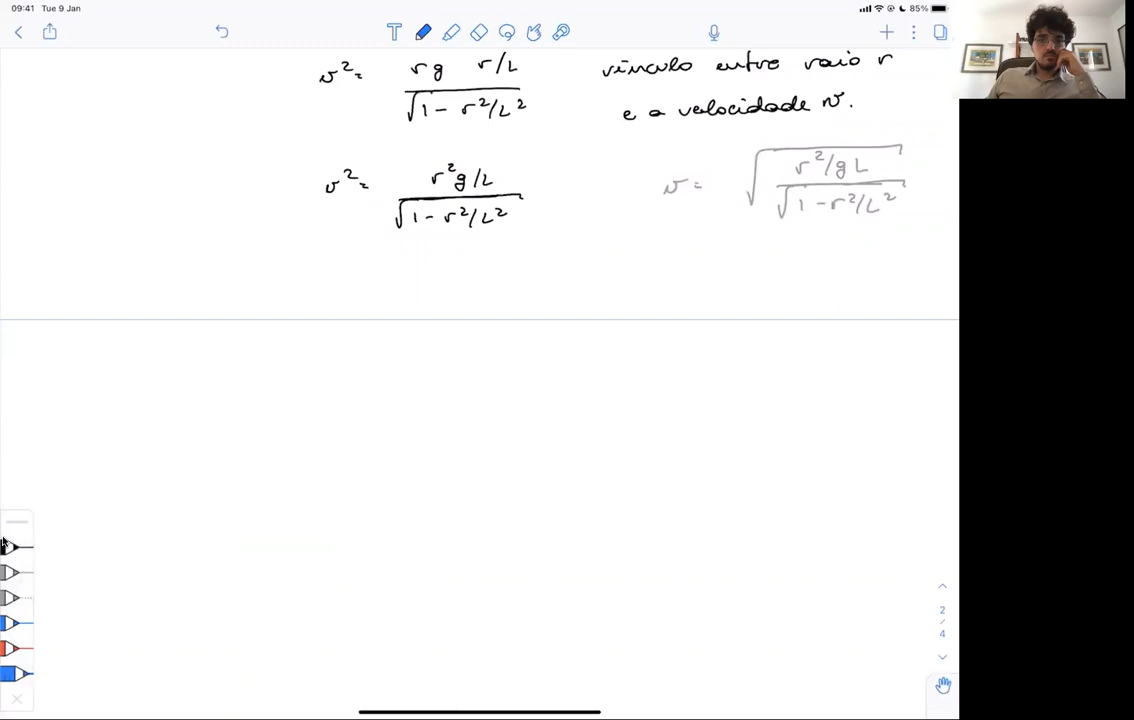 09:41 Tue 9 Jan 85%
v² = rg r/L / √(1 - r²/L²)
vínculo entre raio r
e a velocidade v.
v² = r²g/L / √(1 - r²/L²)
v = √(r²/gL / √(1 - r²/L²))
2
/
4